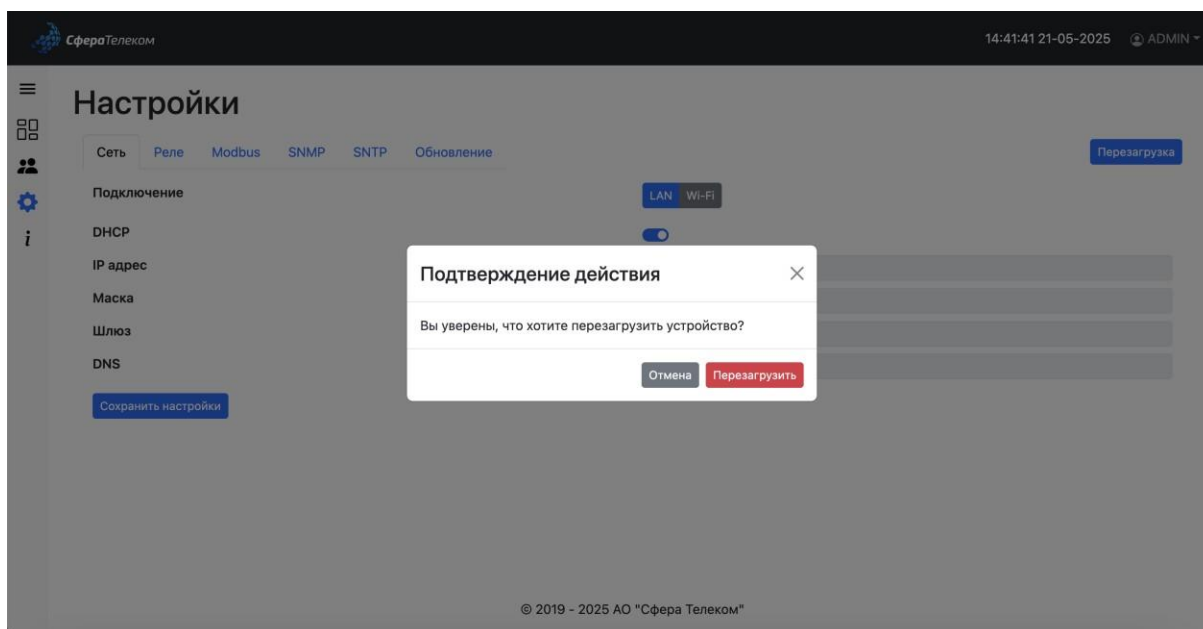 СфераТелеком
14:41:41 21-05-2025 ADMIN
Настройки
Сеть Реле Modbus SNMP SNTP Обновление Перезагрузка
Подключение LAN Wi-Fi
DHCP
IP адрес
Маска
Шлюз
DNS
Сохранить настройки
Подтверждение действия
Вы уверены, что хотите перезагрузить устройство?
Отмена Перезагрузить
© 2019 - 2025 АО "Сфера Телеком"